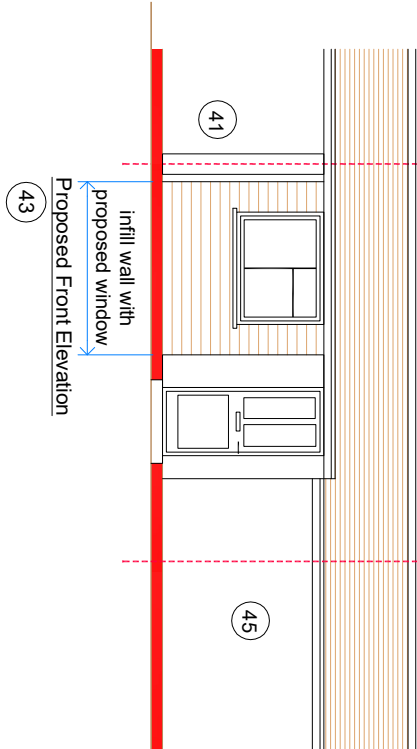 41
45
infill wall with
proposed window
Proposed Front Elevation
43